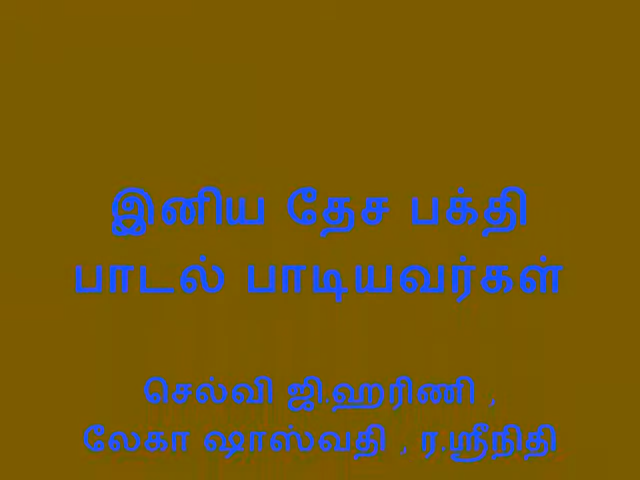 இனிய தேச பக்தி
பாடல் பாடியவர்கள்
செல்வி ஜி.ஹரிணி ,
லேகா ஷாஸ்வதி , ர.ஸ்ரீநிதி